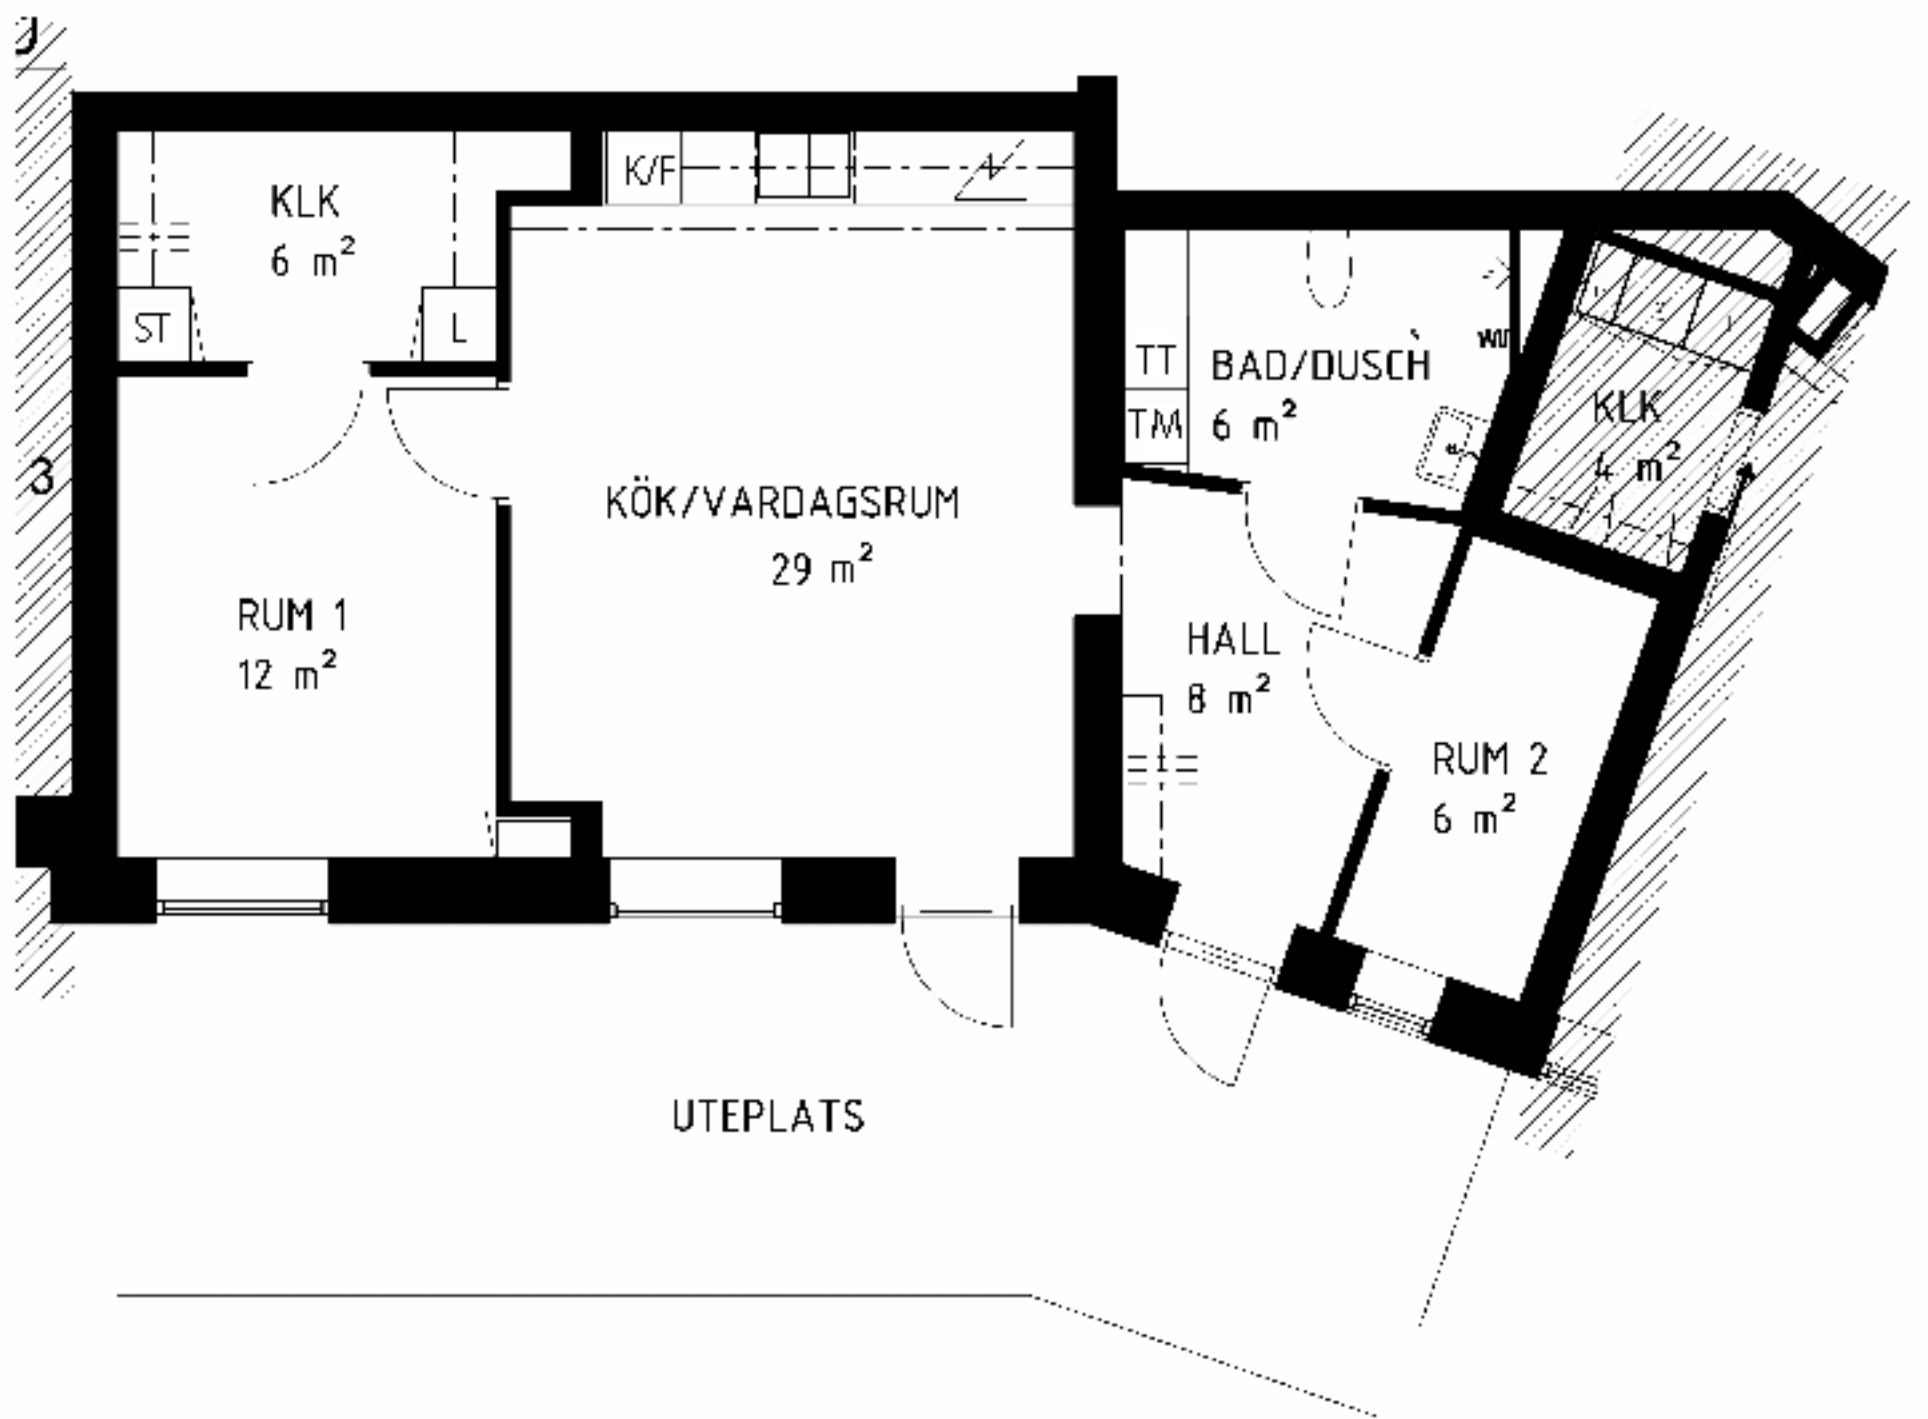 K/F
KLK
6 m²
ST
L
TT
TM
BAD/DUSCH
6 m²
KLK
4 m²
3
KÖK/VARDAGSRUM
29 m²
RUM 1
12 m²
HALL
8 m²
RUM 2
6 m²
UTEPLATS